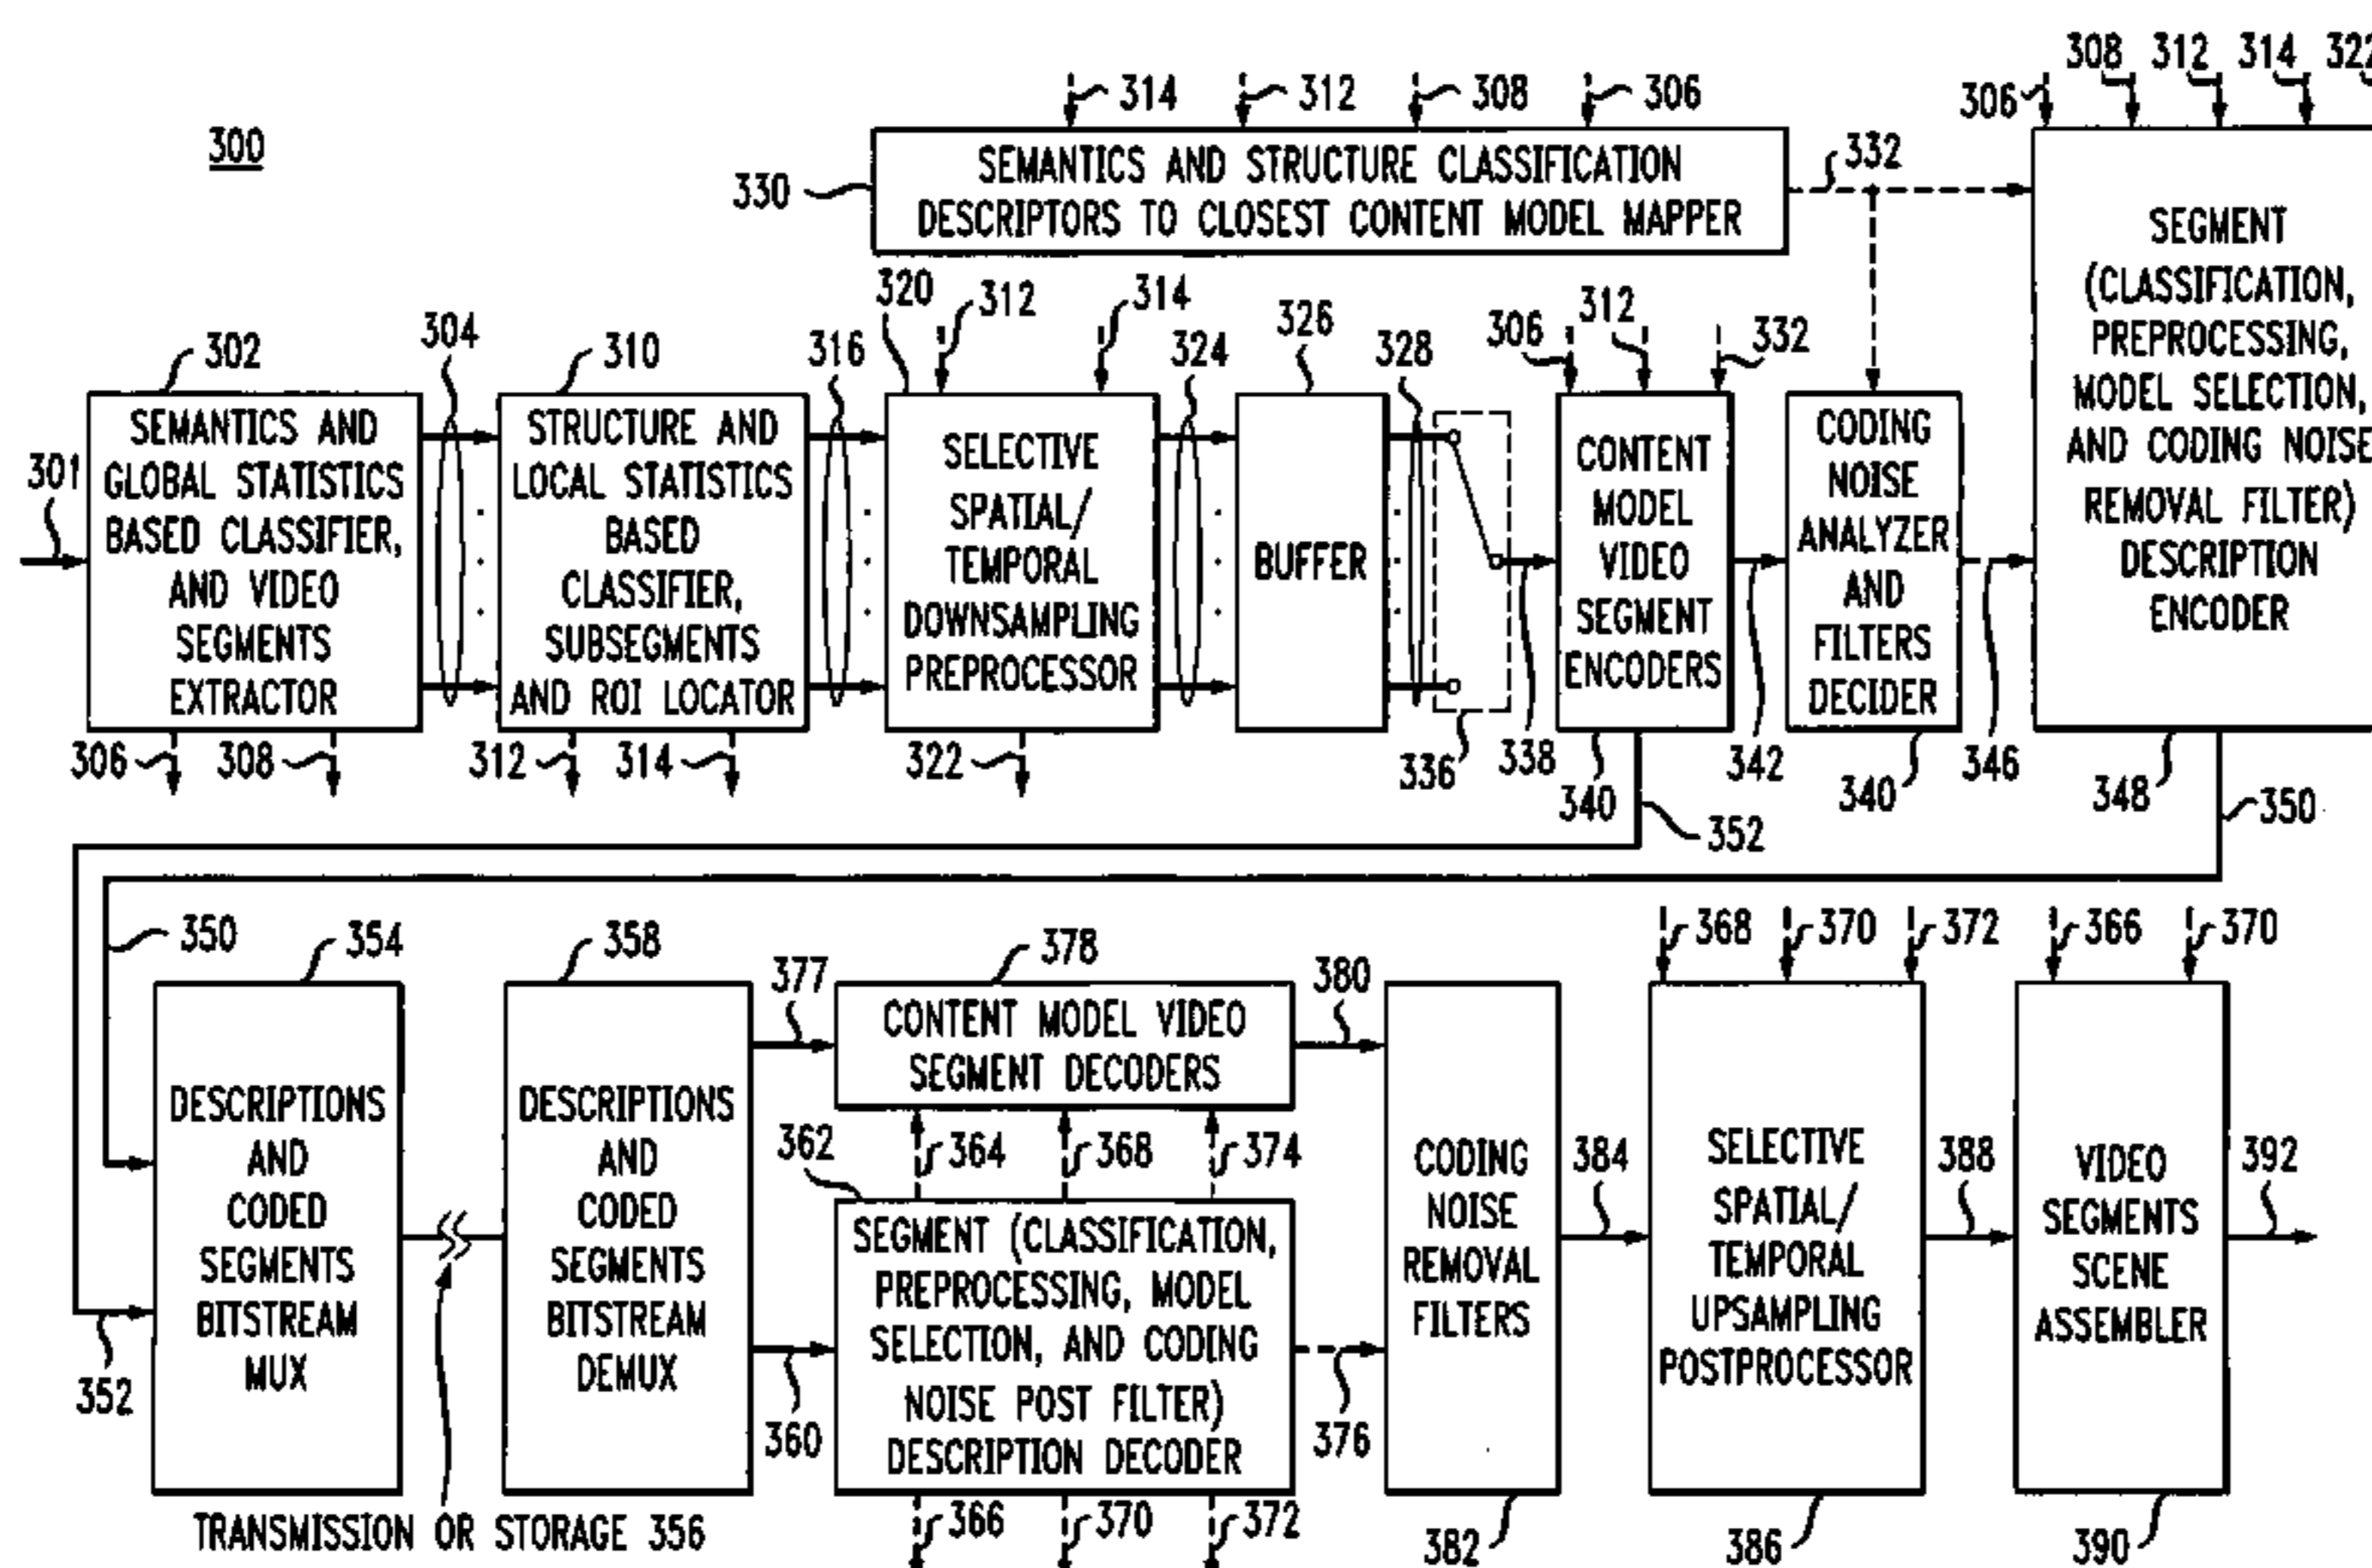 300
314
312
308
306
306
308
312
314
322
330
SEMANTICS AND STRUCTURE CLASSIFICATION
DESCRIPTORS TO CLOSEST CONTENT MODEL MAPPER
332
301
302
SEMANTICS AND
GLOBAL STATISTICS
BASED CLASSIFIER,
AND VIDEO
SEGMENTS
EXTRACTOR
306
308
304
310
STRUCTURE AND
LOCAL STATISTICS
BASED
CLASSIFIER,
SUBSEGMENTS
AND ROI LOCATOR
312
314
316
320
312
314
SELECTIVE
SPATIAL/
TEMPORAL
DOWNSAMPLING
PREPROCESSOR
322
324
326
BUFFER
328
336
338
306
312
332
CONTENT
MODEL
VIDEO
SEGMENT
ENCODERS
340
352
342
CODING
NOISE
ANALYZER
AND
FILTERS
DECIDER
340
346
SEGMENT
(CLASSIFICATION,
PREPROCESSING,
MODEL SELECTION,
AND CODING NOISE
REMOVAL FILTER)
DESCRIPTION
ENCODER
348
350
350
352
354
DESCRIPTIONS
AND
CODED
SEGMENTS
BITSTREAM
MUX
TRANSMISSION OR STORAGE 356
358
DESCRIPTIONS
AND
CODED
SEGMENTS
BITSTREAM
DEMUX
377
360
378
CONTENT MODEL VIDEO
SEGMENT DECODERS
364
368
374
362
SEGMENT (CLASSIFICATION,
PREPROCESSING, MODEL
SELECTION, AND CODING
NOISE POST FILTER)
DESCRIPTION DECODER
366
370
372
380
376
CODING
NOISE
REMOVAL
FILTERS
382
384
368
370
372
SELECTIVE
SPATIAL/
TEMPORAL
UPSAMPLING
POSTPROCESSOR
386
388
366
370
VIDEO
SEGMENTS
SCENE
ASSEMBLER
390
392